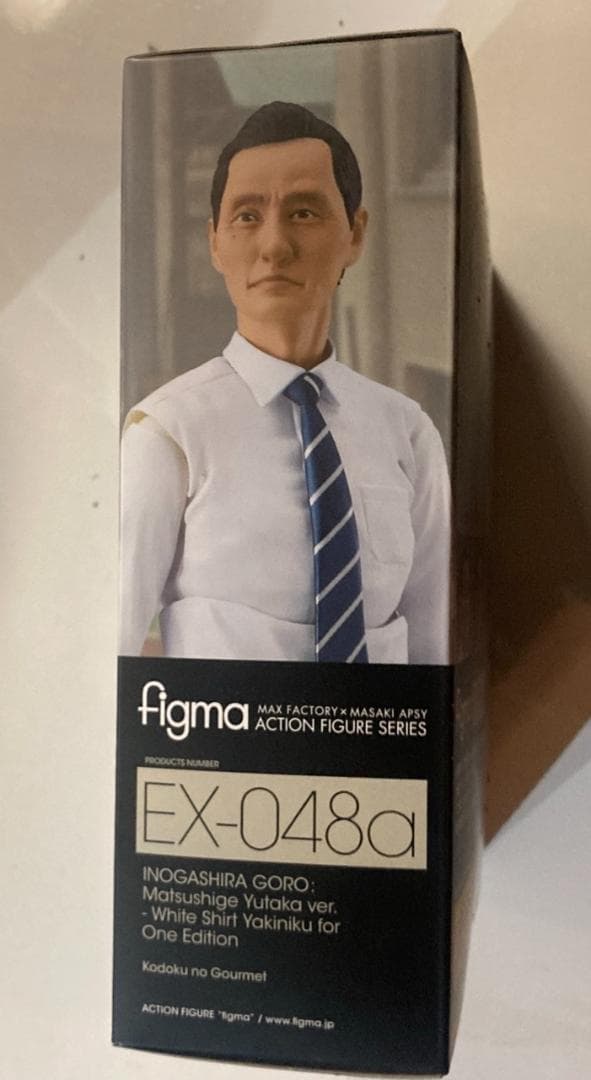 figma
MAX FACTORY × MASAKI APSY
ACTION FIGURE SERIES
PRODUCTS NUMBER
EX-048a
INOGASHIRA GORO:
Matsushige Yutaka ver.
- White Shirt Yakiniku for
One Edition
Kodoku no Gourmet
ACTION FIGURE "figma" / www.figma.jp